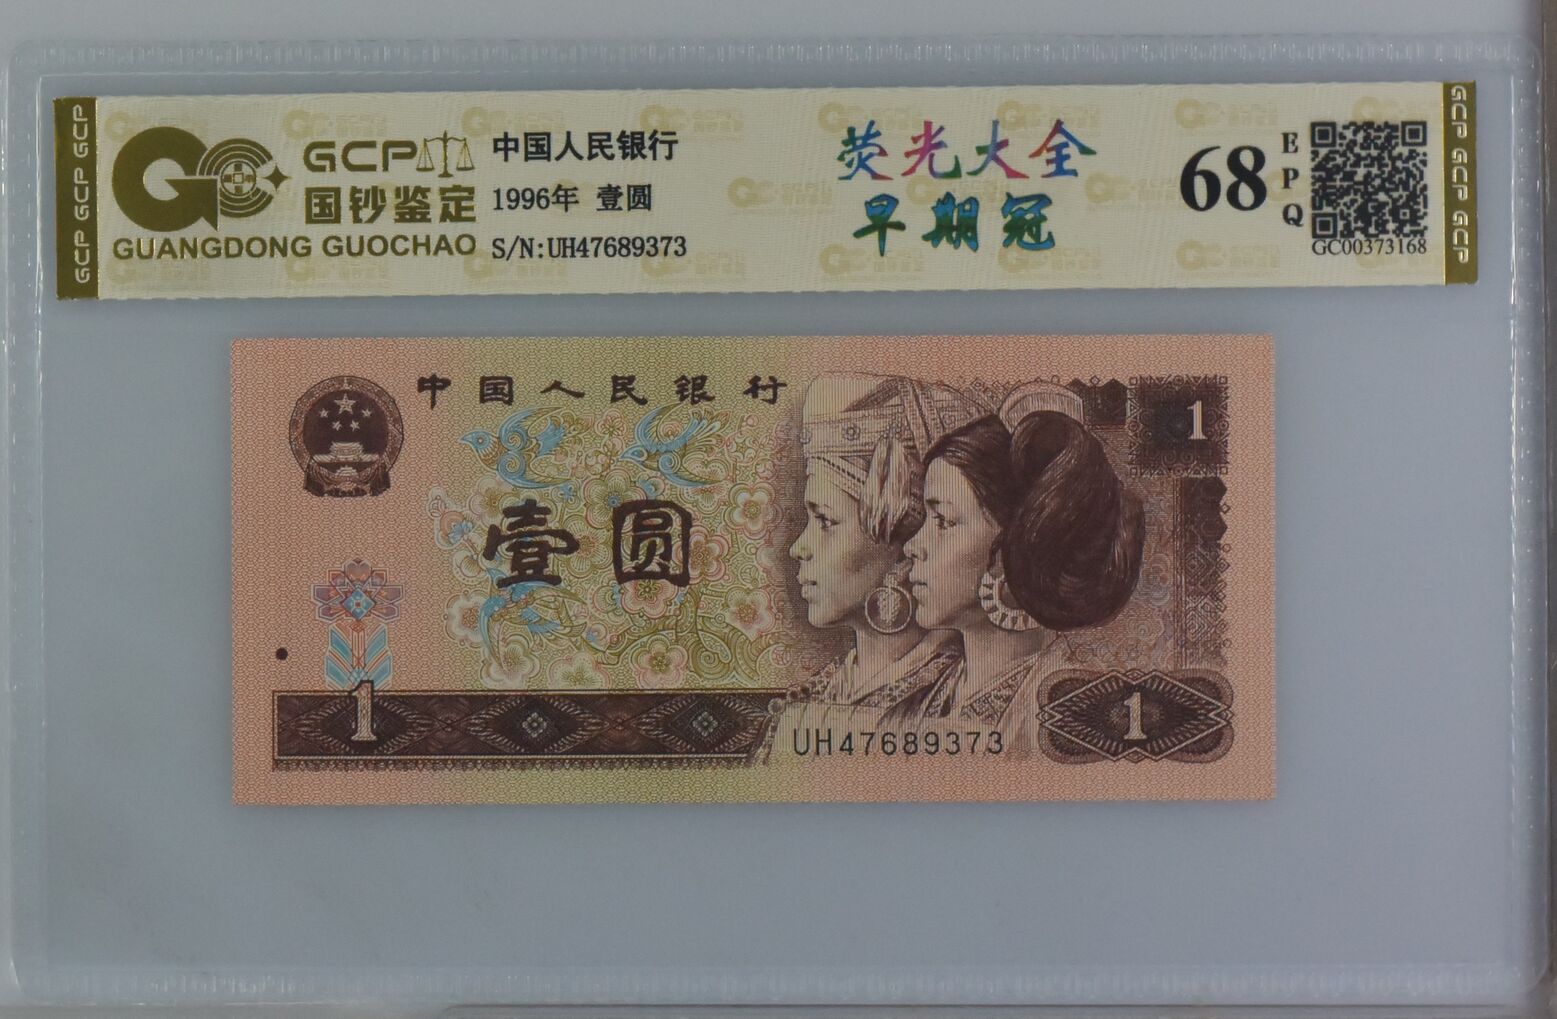 GCP GCP GCP
GCP
国钞鉴定
GUANGDONG GUOCHAO
中国人民银行
1996年 壹圆
S/N:UH47689373
荧光大全
早期冠
68
EPQ
GC00373168
GCP GCP GCP
中国人民银行
1
壹圆
1
UH47689373
1